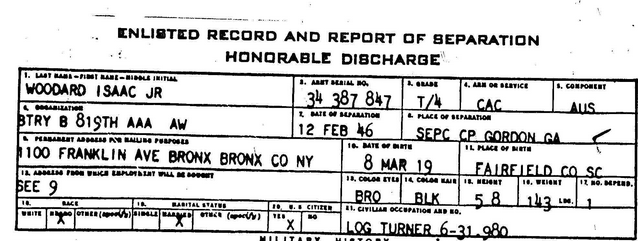 ENLISTED RECORD AND REPORT OF SEPARATION
HONORABLE DISCHARGE
1. LAST NAME - FIRST NAME - MIDDLE INITIAL 2. ARMY SERIAL NO. 3. GRADE 4. ARM OR SERVICE 5. COMPONENT
WOODARD ISAAC JR 34 387 847 T/4 CAC AUS
6. ORGANIZATION 7. DATE OF SEPARATION 8. PLACE OF SEPARATION
BTRY B 819TH AAA AW 12 FEB 46 SEPC CP GORDON GA
9. PERMANENT ADDRESS FOR MAILING PURPOSES 10. DATE OF BIRTH 11. PLACE OF BIRTH
1100 FRANKLIN AVE BRONX BRONX CO NY 8 MAR 19 FAIRFIELD CO SC
12. ADDRESS FROM WHICH EMPLOYMENT WILL BE SOUGHT 13. COLOR EYES 14. COLOR HAIR 15. HEIGHT 16. WEIGHT 17. NO. DEPEND.
SEE 9 BRO BLK 5 8 143 LBS. 1
18. RACE 19. MARITAL STATUS 20. U.S. CITIZEN 21. CIVILIAN OCCUPATION AND NO.
WHITE NEGRO OTHER (specify) SINGLE MARRIED OTHER (specify) YES NO
X X X LOG TURNER 6-31.980
MILITARY HISTORY